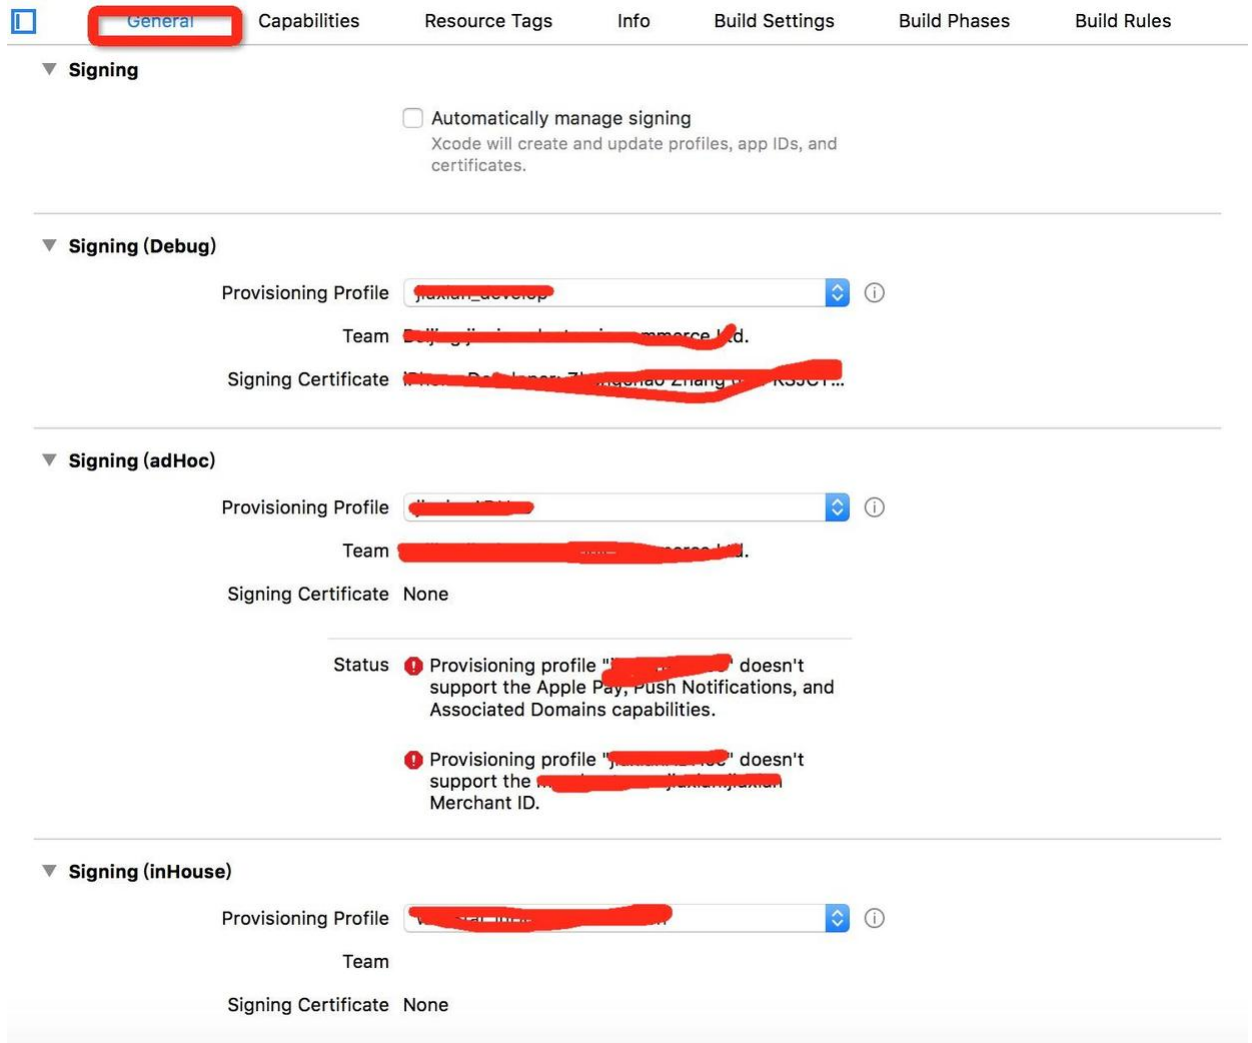 General Capabilities Resource Tags Info Build Settings Build Phases Build Rules
Signing
Automatically manage signing
Xcode will create and update profiles, app IDs, and
certificates.
Signing (Debug)
Provisioning Profile
Team
Signing Certificate
Signing (adHoc)
Provisioning Profile
Team
Signing Certificate None
Status Provisioning profile " doesn't
support the Apple Pay, Push Notifications, and
Associated Domains capabilities.
Provisioning profile " doesn't
support the
Merchant ID.
Signing (inHouse)
Provisioning Profile
Team
Signing Certificate None